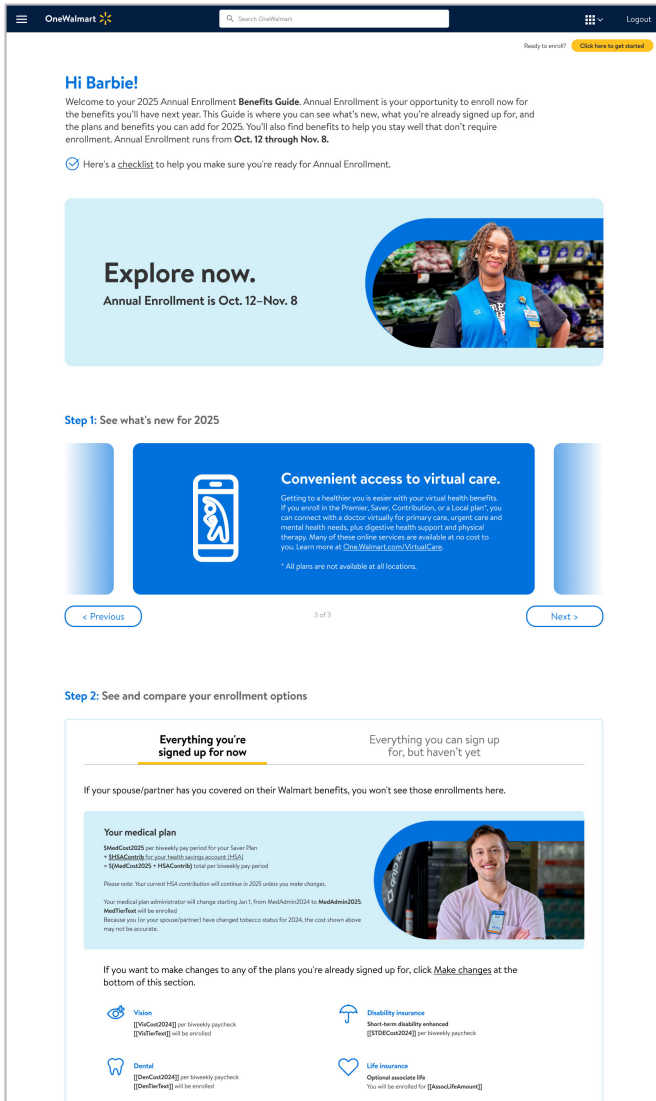 OneWalmart
Search OneWalmart
Logout
Ready to enroll?
Click here to get started
Hi Barbie!
Welcome to your 2025 Annual Enrollment Benefits Guide. Annual Enrollment is your opportunity to enroll now for
the benefits you'll have next year. This Guide is where you can see what's new, what you're already signed up for, and
the plans and benefits you can add for 2025. You'll also find benefits to help you stay well that don't require
enrollment. Annual Enrollment runs from Oct. 12 through Nov. 8.
Here's a checklist to help you make sure you're ready for Annual Enrollment.
Explore now.
Annual Enrollment is Oct. 12–Nov. 8
Step 1: See what's new for 2025
Convenient access to virtual care.
Getting to a healthier you is easier with your virtual health benefits.
If you enroll in the Premier, Saver, Contribution, or a Local plan*, you
can connect with a doctor virtually for primary care, urgent care and
mental health needs, plus digestive health support and physical
therapy. Many of these online services are available at no cost to
you. Learn more at One.Walmart.com/VirtualCare.
* All plans are not available at all locations.
< Previous
3 of 3
Next >
Step 2: See and compare your enrollment options
Everything you're
signed up for now
Everything you can sign up
for, but haven't yet
If your spouse/partner has you covered on their Walmart benefits, you won't see those enrollments here.
Your medical plan
$MedCost2025 per biweekly pay period for your Saver Plan
+ $HSAContrib for your health savings account (HSA)
= $(MedCost2025 + HSAContrib) total per biweekly pay period
Please note: Your current HSA contribution will continue in 2025 unless you make changes.
Your medical plan administrator will change starting Jan 1, from MedAdmin2024 to MedAdmin2025.
MedTierText will be enrolled
Because you (or your spouse/partner) have changed tobacco status for 2024, the cost shown above
may not be accurate.
If you want to make changes to any of the plans you're already signed up for, click Make changes at the
bottom of this section.
Vision
[[VisCost2024]] per biweekly paycheck
[[VisTierText]] will be enrolled
Disability insurance
Short-term disability enhanced
[[STDECost2024]] per biweekly paycheck
Dental
[[DenCost2024]] per biweekly paycheck
[[DenTierText]] will be enrolled
Life insurance
Optional associate life
You will be enrolled for [[AssocLifeAmount]]